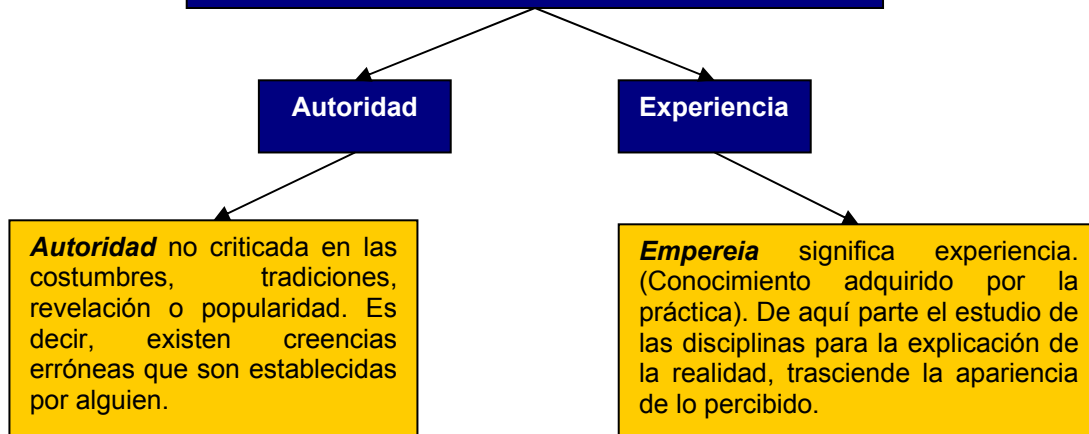 Autoridad
Experiencia
Autoridad no criticada en las
costumbres, tradiciones,
revelación o popularidad. Es
decir, existen creencias
erróneas que son establecidas
por alguien.
Empereia significa experiencia.
(Conocimiento adquirido por la
práctica). De aquí parte el estudio de
las disciplinas para la explicación de
la realidad, trasciende la apariencia
de lo percibido.